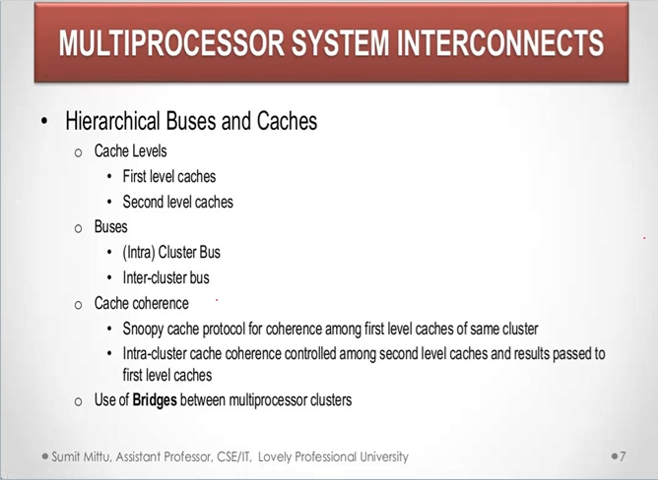 MULTIPROCESSOR SYSTEM INTERCONNECTS
• Hierarchical Buses and Caches
o Cache Levels
• First level caches
• Second level caches
o Buses
• (Intra) Cluster Bus
• Inter-cluster bus
o Cache coherence
• Snoopy cache protocol for coherence among first level caches of same cluster
• Intra-cluster cache coherence controlled among second level caches and results passed to
first level caches
o Use of Bridges between multiprocessor clusters
• Sumit Mittu, Assistant Professor, CSE/IT, Lovely Professional University
• 7